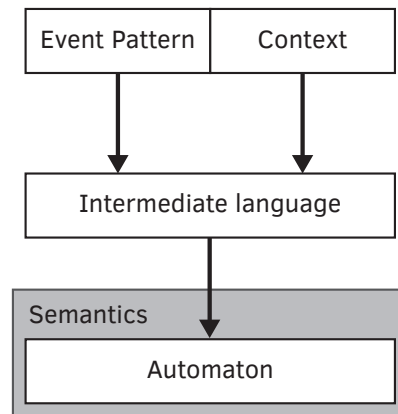 Event Pattern Context
Intermediate language
Semantics
Automaton